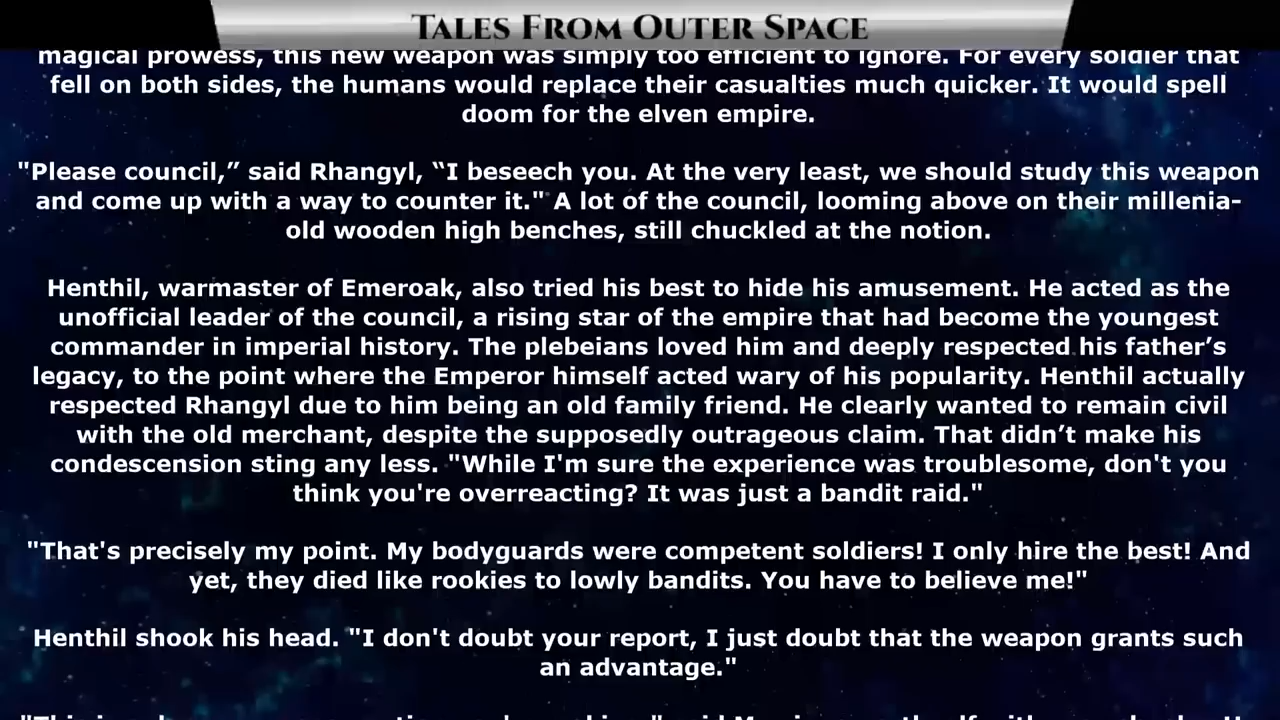 Tales From Outer Space
magical prowess, this new weapon was simply too efficient to ignore. For every soldier that
fell on both sides, the humans would replace their casualties much quicker. It would spell
doom for the elven empire.
"Please council,” said Rhangyl, “I beseech you. At the very least, we should study this weapon
and come up with a way to counter it." A lot of the council, looming above on their millenia-
old wooden high benches, still chuckled at the notion.
Henthil, warmaster of Emeroak, also tried his best to hide his amusement. He acted as the
unofficial leader of the council, a rising star of the empire that had become the youngest
commander in imperial history. The plebeians loved him and deeply respected his father’s
legacy, to the point where the Emperor himself acted wary of his popularity. Henthil actually
respected Rhangyl due to him being an old family friend. He clearly wanted to remain civil
with the old merchant, despite the supposedly outrageous claim. That didn’t make his
condescension sting any less. "While I'm sure the experience was troublesome, don't you
think you're overreacting? It was just a bandit raid."
"That's precisely my point. My bodyguards were competent soldiers! I only hire the best! And
yet, they died like rookies to lowly bandits. You have to believe me!"
Henthil shook his head. "I don't doubt your report, I just doubt that the weapon grants such
an advantage."